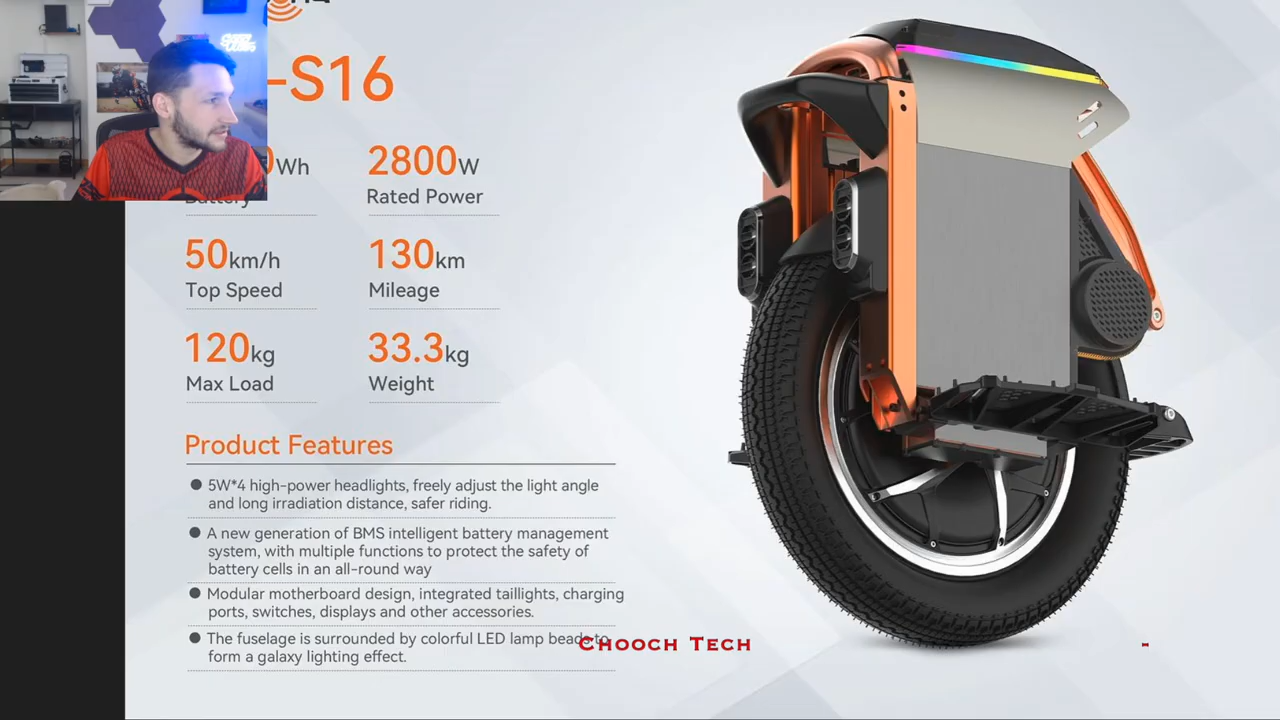 -S16
Wh 2800W
Battery Rated Power
50km/h 130km
Top Speed Mileage
120kg 33.3kg
Max Load Weight
Product Features
● 5W*4 high-power headlights, freely adjust the light angle
and long irradiation distance, safer riding.
● A new generation of BMS intelligent battery management
system, with multiple functions to protect the safety of
battery cells in an all-round way
● Modular motherboard design, integrated taillights, charging
ports, switches, displays and other accessories.
● The fuselage is surrounded by colorful LED lamp beads to
form a galaxy lighting effect.
Chooch Tech